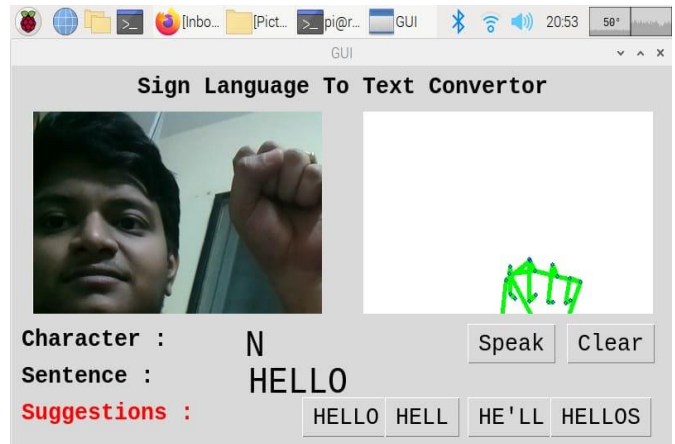 [Inbo... [Pict... pi@r... GUI 20:53 50°
GUI
Sign Language To Text Convertor
Character : N Speak Clear
Sentence : HELLO
Suggestions : HELLO HELL HE'LL HELLOS